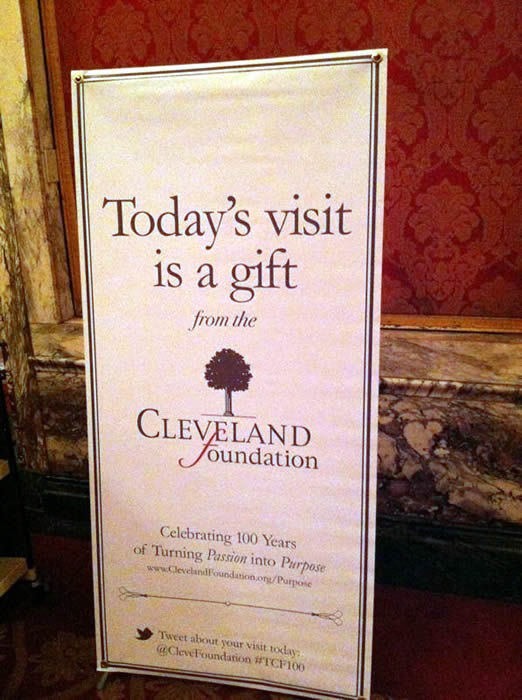 Today's visit
is a gift
from the
CLEVELAND
foundation
Celebrating 100 Years
of Turning Passion into Purpose
www.ClevelandFoundation.org/Purpose
Tweet about your visit today:
@CleveFoundation #TCF100